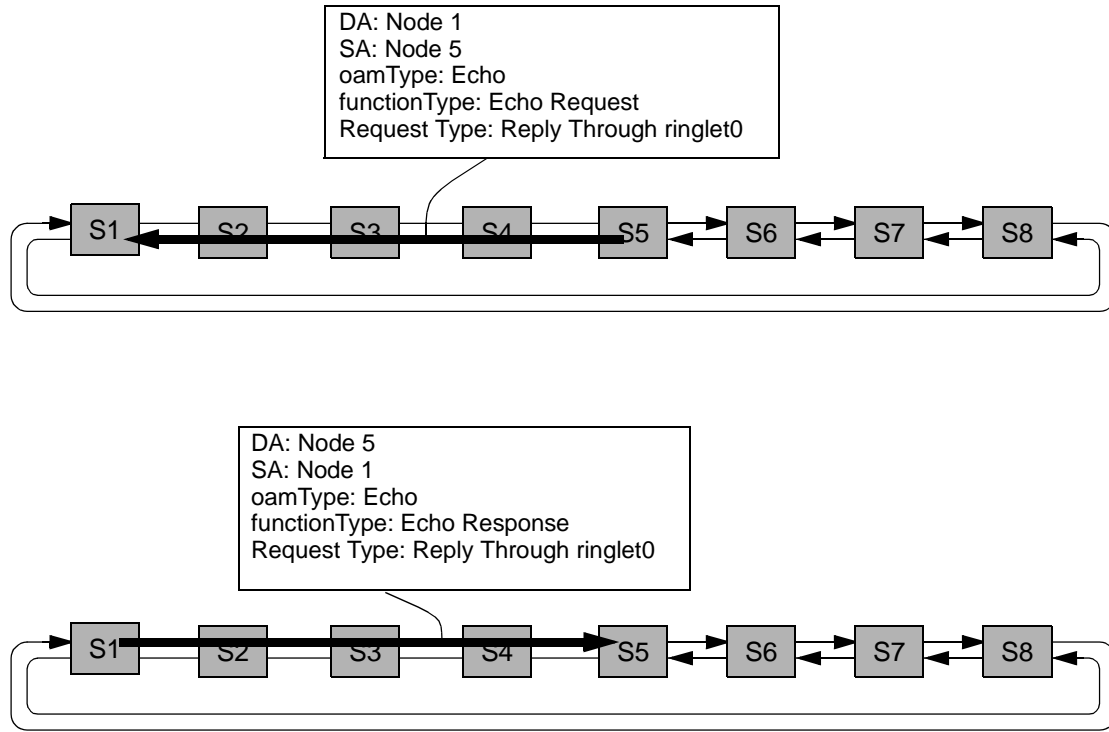 DA: Node 1
SA: Node 5
oamType: Echo
functionType: Echo Request
Request Type: Reply Through ringlet0
S1 S2 S3 S4 S5 S6 S7 S8
DA: Node 5
SA: Node 1
oamType: Echo
functionType: Echo Response
Request Type: Reply Through ringlet0
S1 S2 S3 S4 S5 S6 S7 S8